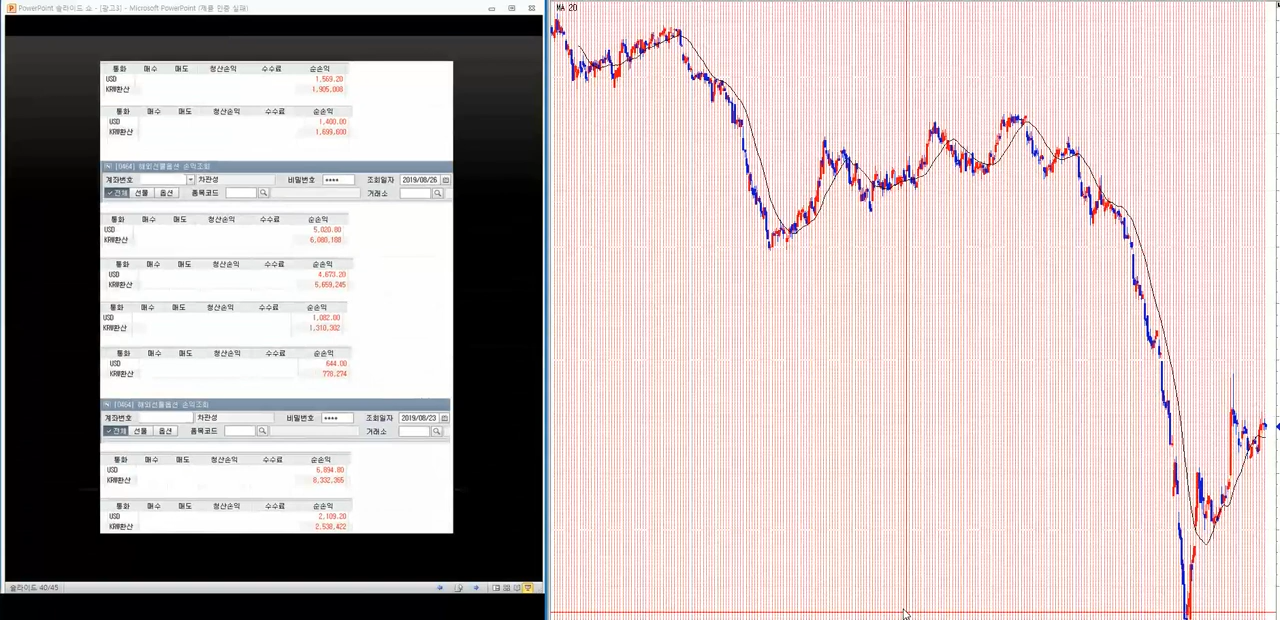 PowerPoint 슬라이드 쇼 - [광고3] - Microsoft PowerPoint (제품 인증 실패)
통화 매수 매도 청산손익 수수료 순손익
USD 1,569.20
KRW환산 1,905,008
통화 매수 매도 청산손익 수수료 순손익
USD 1,400.00
KRW환산 1,699,600
[0464] 해외선물옵션 손익조회
계좌번호 차잔성 비밀번호 **** 조회일자 2019/08/26
전체 선물 옵션 종목코드 거래소
통화 매수 매도 청산손익 수수료 순손익
USD 5,020.80
KRW환산 6,080,188
통화 매수 매도 청산손익 수수료 순손익
USD 4,673.20
KRW환산 5,659,245
통화 매수 매도 청산손익 수수료 순손익
USD 1,082.00
KRW환산 1,310,302
통화 매수 매도 청산손익 수수료 순손익
USD 644.00
KRW환산 778,274
[0464] 해외선물옵션 손익조회
계좌번호 차잔성 비밀번호 **** 조회일자 2019/08/23
전체 선물 옵션 종목코드 거래소
통화 매수 매도 청산손익 수수료 순손익
USD 6,894.80
KRW환산 8,332,365
통화 매수 매도 청산손익 수수료 순손익
USD 2,109.20
KRW환산 2,538,422
슬라이드 40/45
MA 20